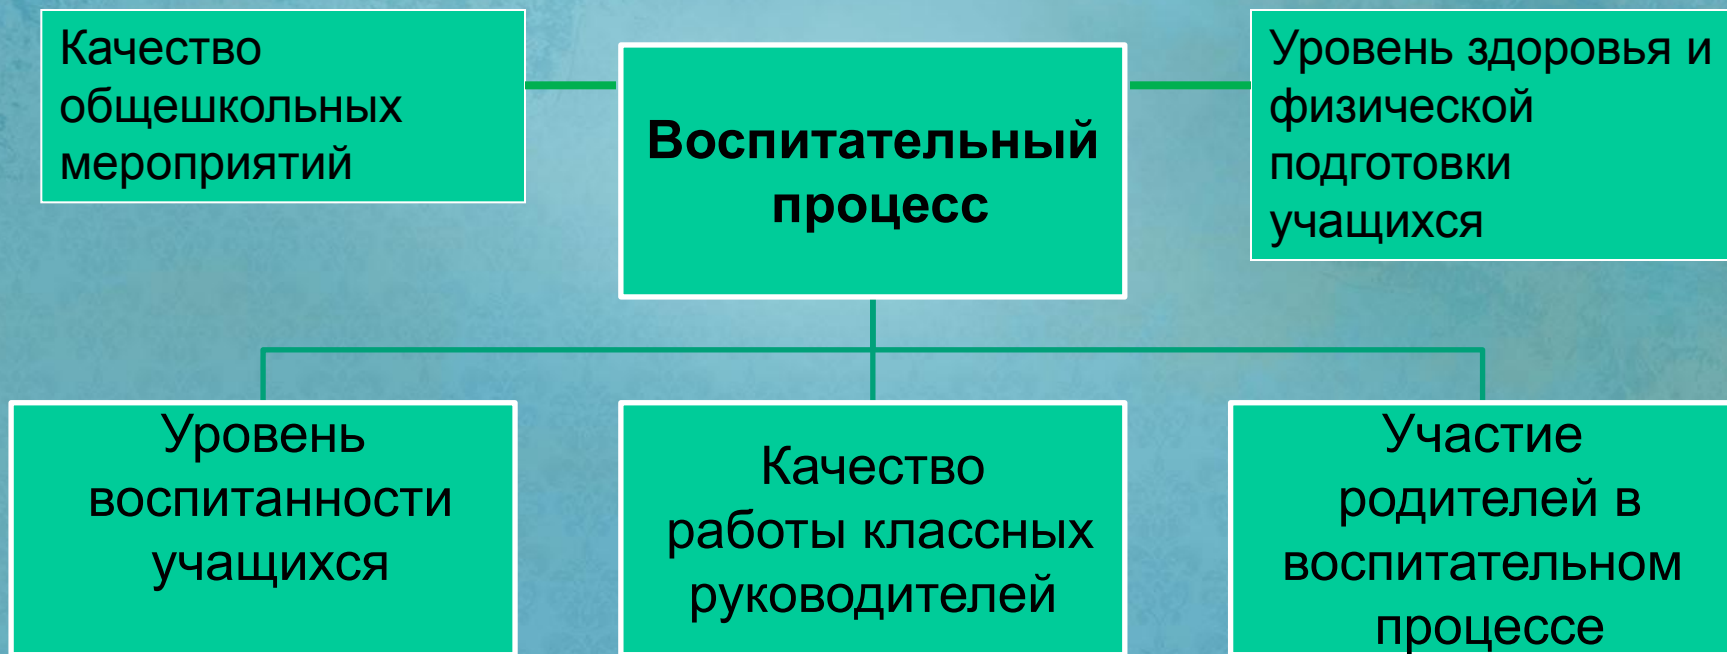 Качество
общешкольных
мероприятий
Воспитательный
процесс
Уровень здоровья и
физической
подготовки
учащихся
Уровень
воспитанности
учащихся
Качество
работы классных
руководителей
Участие
родителей в
воспитательном
процессе